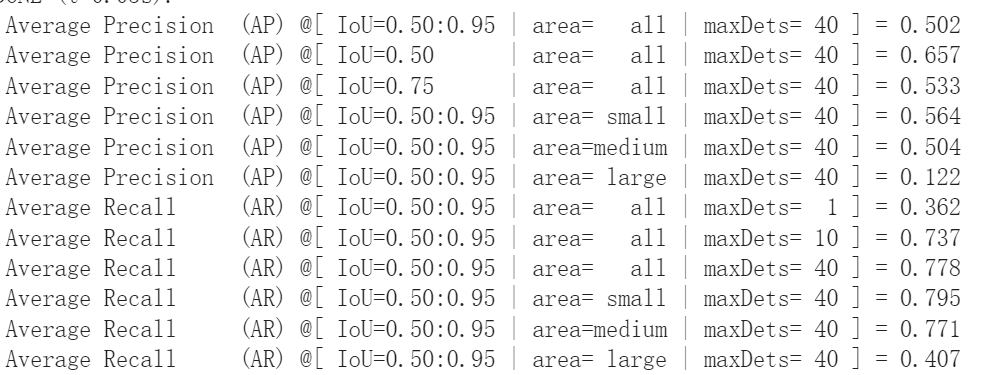 Average Precision (AP) @[ IoU=0.50:0.95 | area= all | maxDets= 40 ] = 0.502
Average Precision (AP) @[ IoU=0.50 | area= all | maxDets= 40 ] = 0.657
Average Precision (AP) @[ IoU=0.75 | area= all | maxDets= 40 ] = 0.533
Average Precision (AP) @[ IoU=0.50:0.95 | area= small | maxDets= 40 ] = 0.564
Average Precision (AP) @[ IoU=0.50:0.95 | area=medium | maxDets= 40 ] = 0.504
Average Precision (AP) @[ IoU=0.50:0.95 | area= large | maxDets= 40 ] = 0.122
Average Recall (AR) @[ IoU=0.50:0.95 | area= all | maxDets= 1 ] = 0.362
Average Recall (AR) @[ IoU=0.50:0.95 | area= all | maxDets= 10 ] = 0.737
Average Recall (AR) @[ IoU=0.50:0.95 | area= all | maxDets= 40 ] = 0.778
Average Recall (AR) @[ IoU=0.50:0.95 | area= small | maxDets= 40 ] = 0.795
Average Recall (AR) @[ IoU=0.50:0.95 | area=medium | maxDets= 40 ] = 0.771
Average Recall (AR) @[ IoU=0.50:0.95 | area= large | maxDets= 40 ] = 0.407